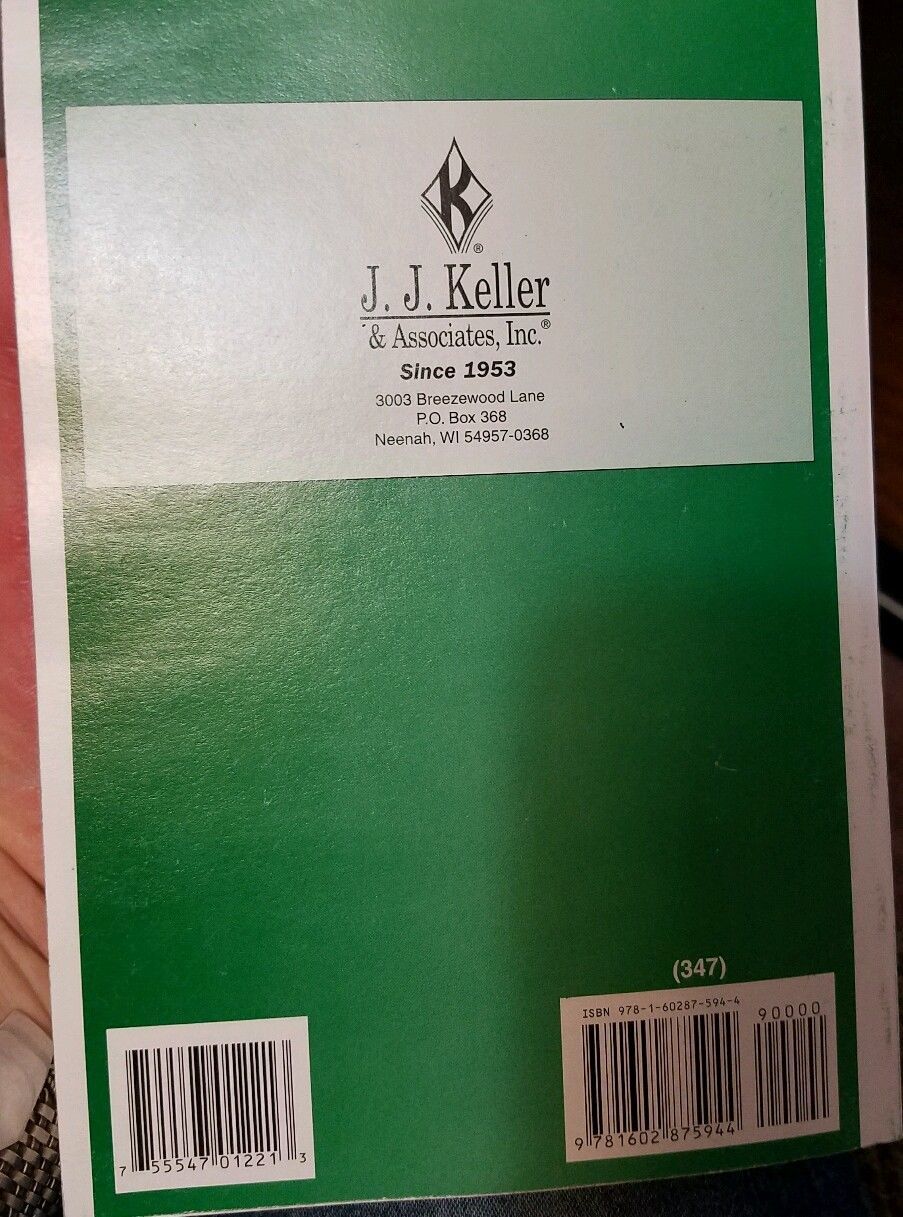 K®
J. J. Keller
& Associates, Inc.®
Since 1953
3003 Breezewood Lane
P.O. Box 368
Neenah, WI 54957-0368
(347)
ISBN 978-1-60287-594-4
90000
9 781602 875944
7 55547 01221 3